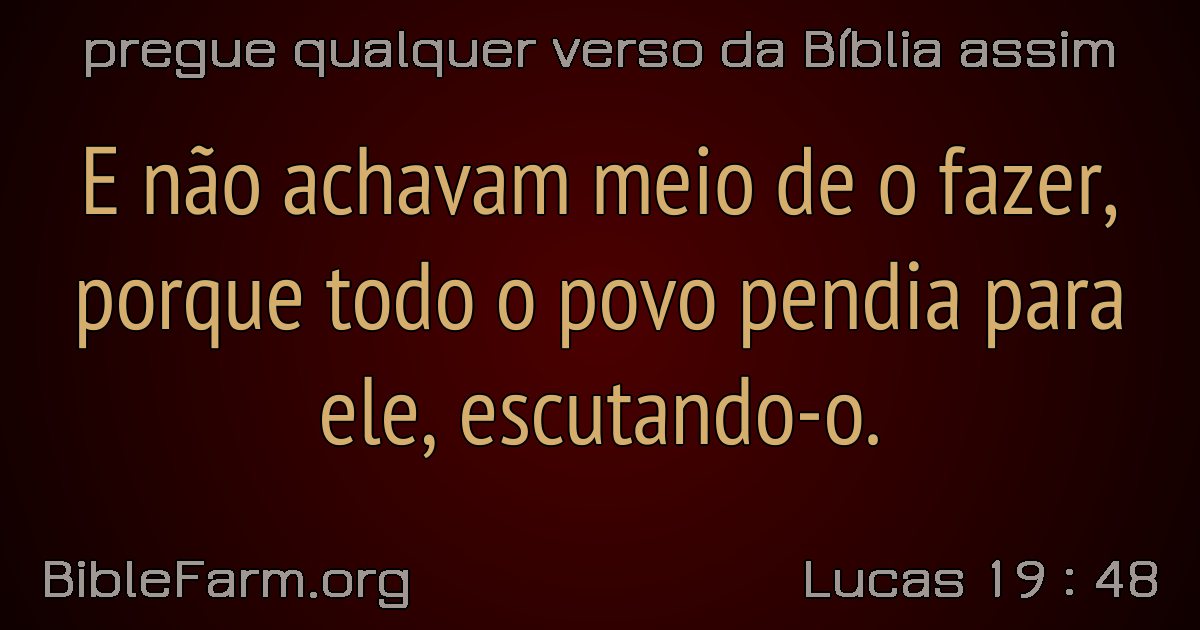 pregue qualquer verso da Bíblia assim
E não achavam meio de o fazer,
porque todo o povo pendia para
ele, escutando-o.
BibleFarm.org
Lucas 19 : 48